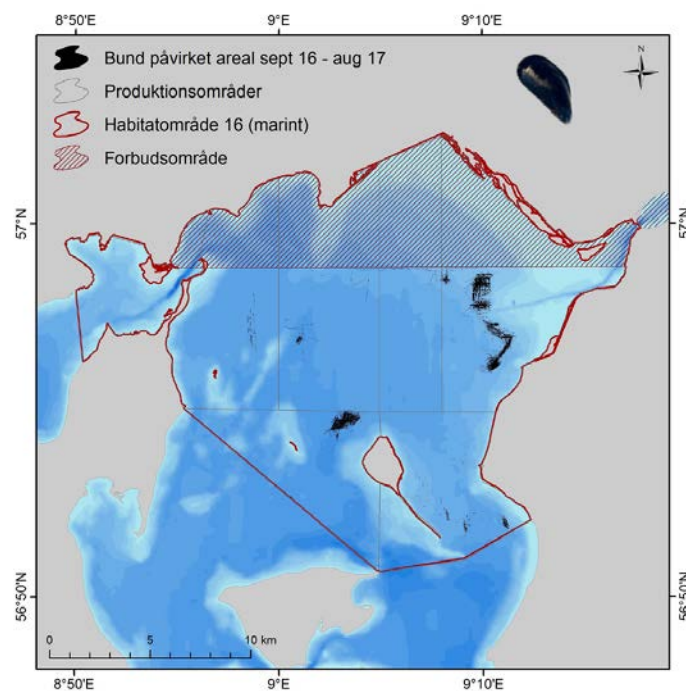 8°50'E 9°E 9°10'E
Bund påvirket areal sept 16 - aug 17
N
Produktionsområder
Habitatområde 16 (marint)
Forbudsområde
57°N 57°N
56°50'N 56°50'N
0 5 10 km
8°50'E 9°E 9°10'E